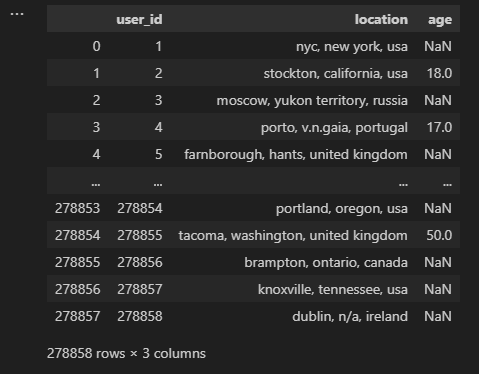 ...
user_id location age
0 1 nyc, new york, usa NaN
1 2 stockton, california, usa 18.0
2 3 moscow, yukon territory, russia NaN
3 4 porto, v.n.gaia, portugal 17.0
4 5 farnborough, hants, united kingdom NaN
... ... ... ...
278853 278854 portland, oregon, usa NaN
278854 278855 tacoma, washington, united kingdom 50.0
278855 278856 brampton, ontario, canada NaN
278856 278857 knoxville, tennessee, usa NaN
278857 278858 dublin, n/a, ireland NaN
278858 rows × 3 columns